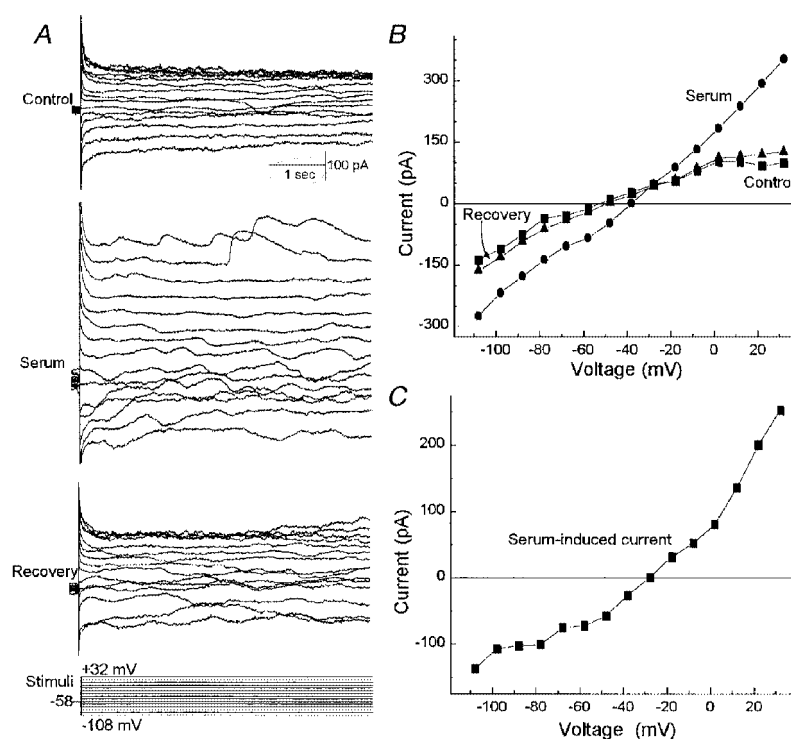 A
Control
1 sec
100 pA
Serum
Recovery
Stimuli
+32 mV
-58
-108 mV
B
300
150
0
-150
-300
Current (pA)
Serum
Control
Recovery
-100 -80 -60 -40 -20 0 20
Voltage (mV)
C
200
100
0
-100
Current (pA)
Serum-induced current
-100 -80 -60 -40 -20 0 20
Voltage (mV)